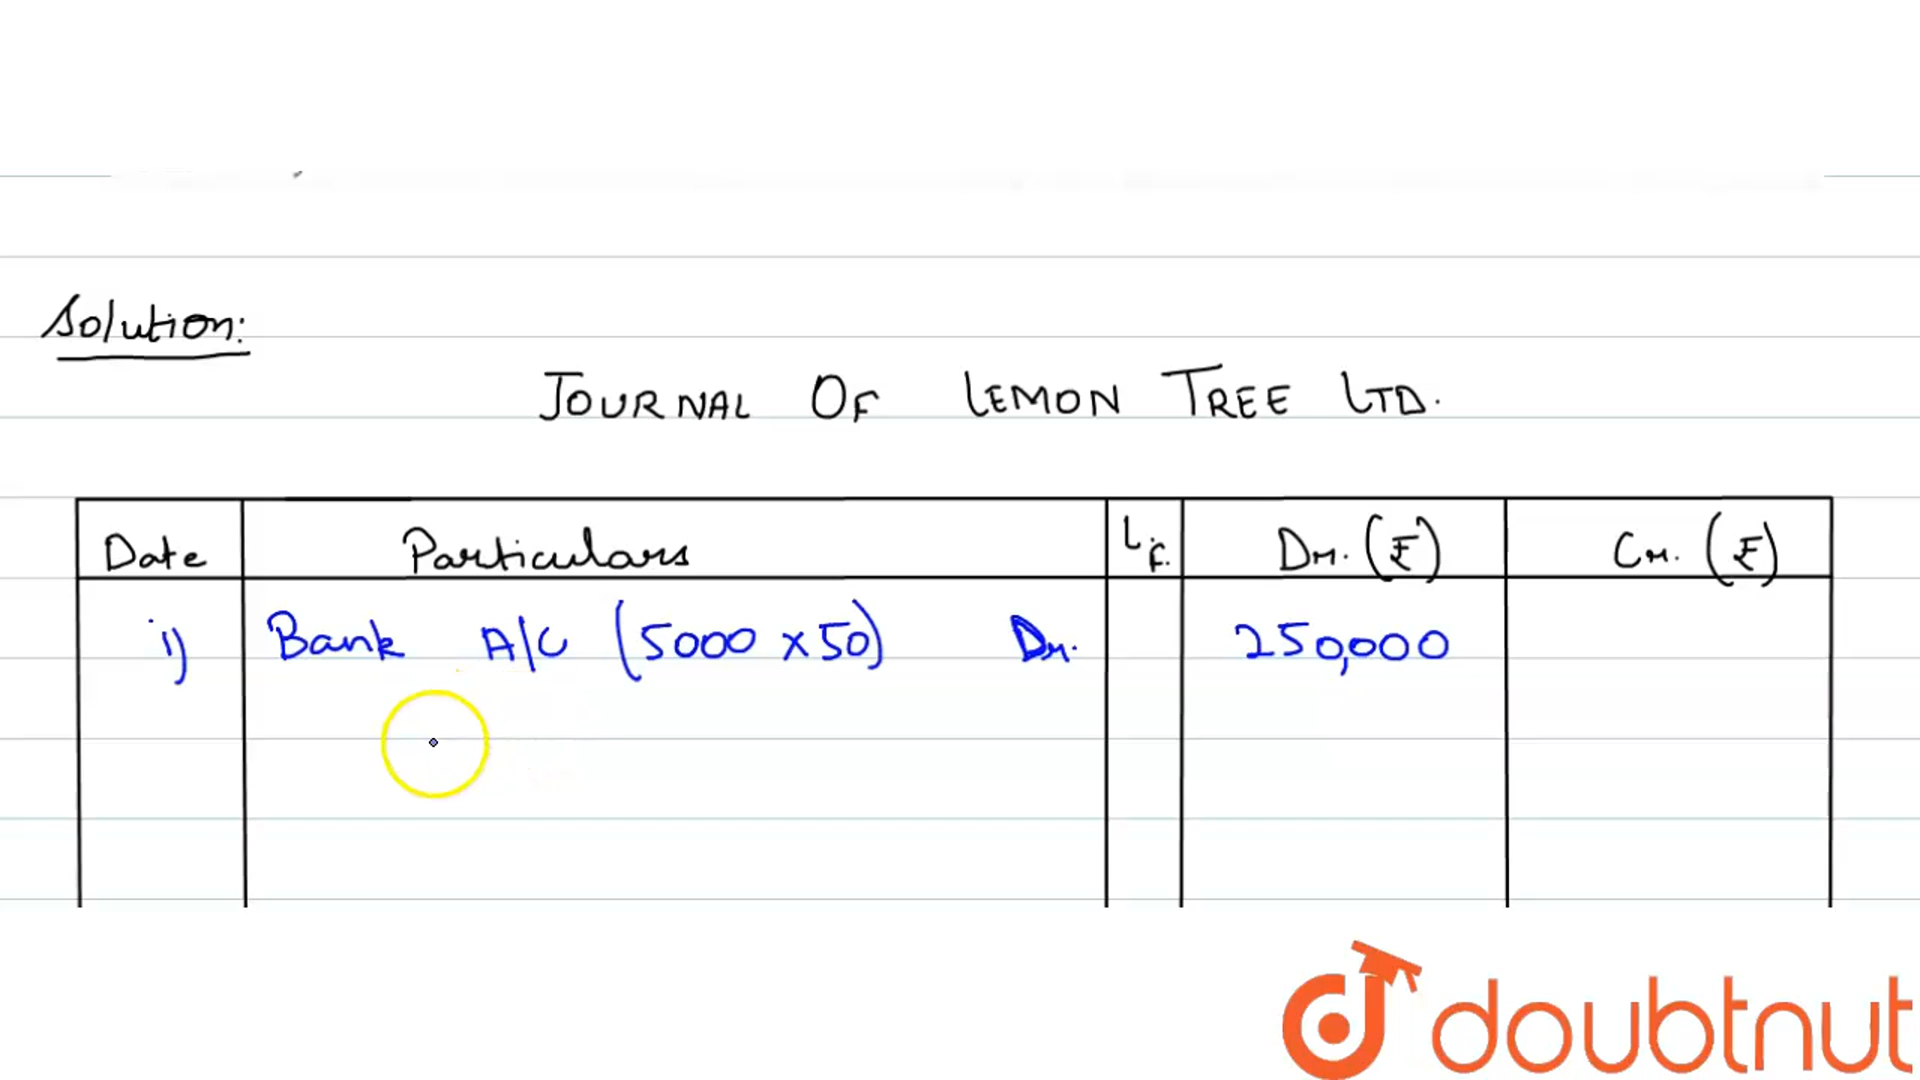 Solution:
JOURNAL OF LEMON TREE LTD.
Date Particulars L.F. Dr. (₹) Cr. (₹)
i) Bank A/C (5000 x 50) Dr. 250,000
doubtnut